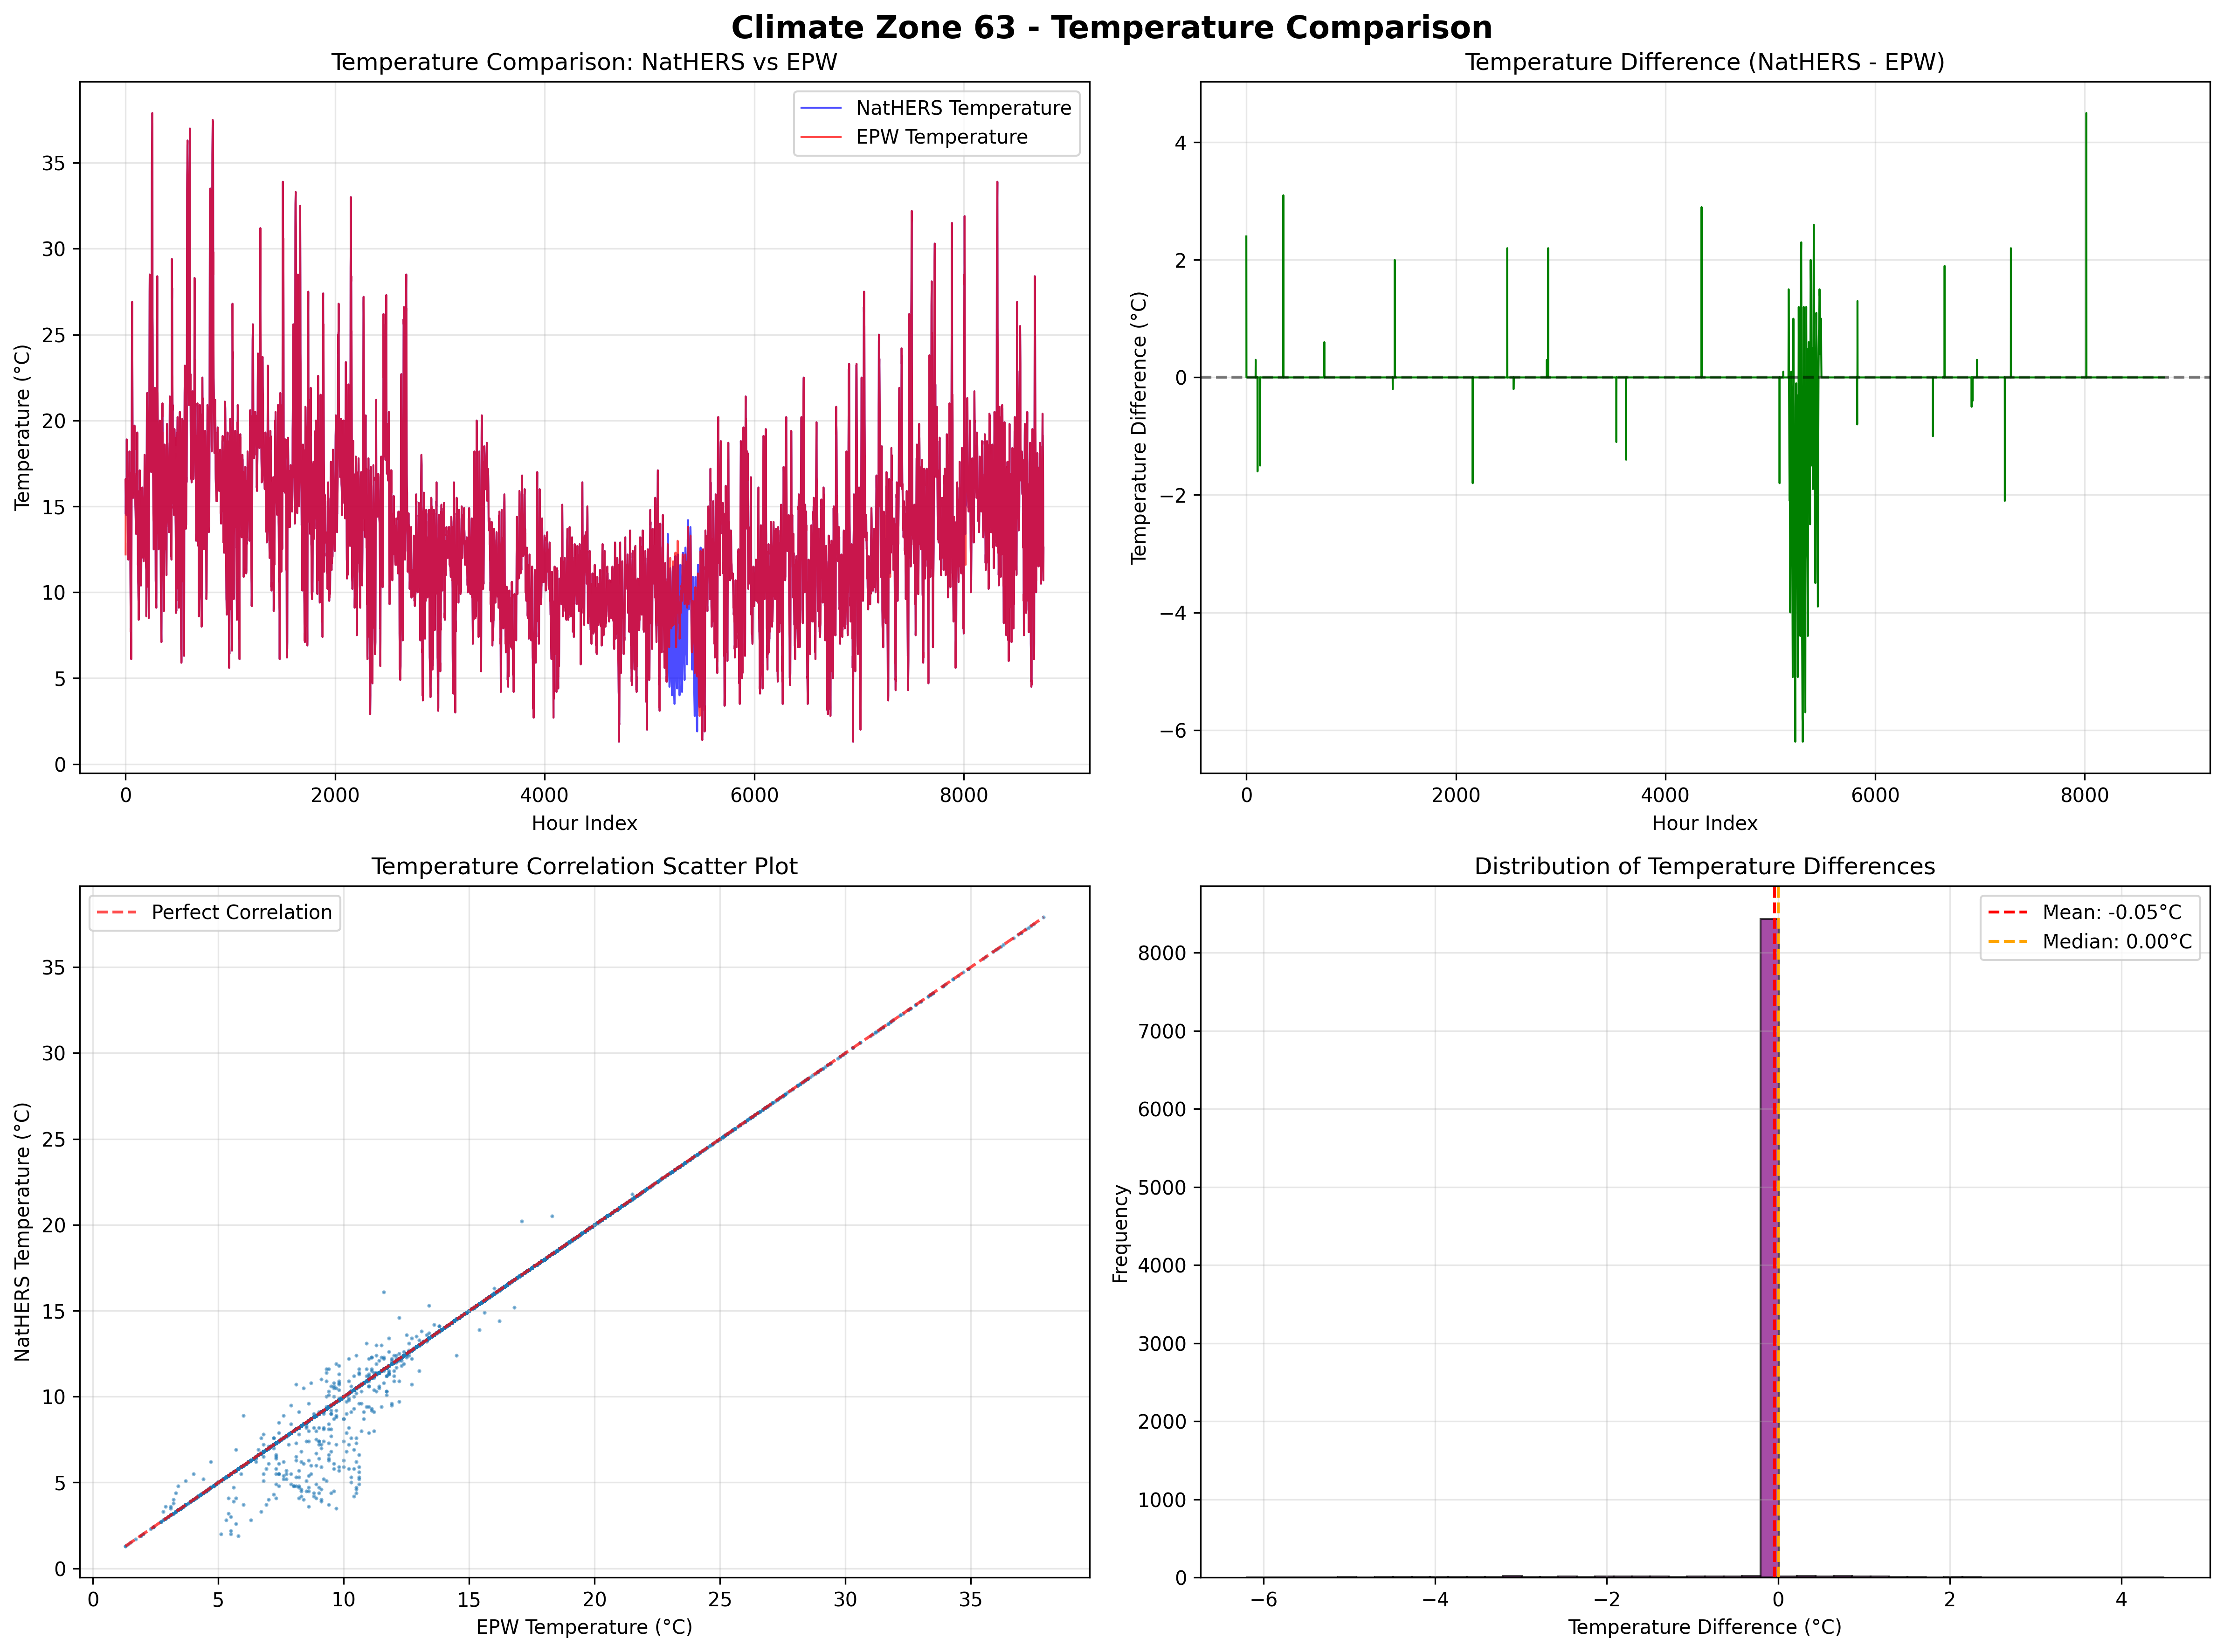 Climate Zone 63 - Temperature Comparison
Temperature Comparison: NatHERS vs EPW
NatHERS Temperature
EPW Temperature
Temperature (°C)
35
30
25
20
15
10
5
0
0 2000 4000 6000 8000
Hour Index
Temperature Difference (NatHERS - EPW)
Temperature Difference (°C)
4
2
0
−2
−4
−6
0 2000 4000 6000 8000
Hour Index
Temperature Correlation Scatter Plot
Perfect Correlation
NatHERS Temperature (°C)
35
30
25
20
15
10
5
0
0 5 10 15 20 25 30 35
EPW Temperature (°C)
Distribution of Temperature Differences
Mean: -0.05°C
Median: 0.00°C
Frequency
8000
7000
6000
5000
4000
3000
2000
1000
0
−6 −4 −2 0 2 4
Temperature Difference (°C)